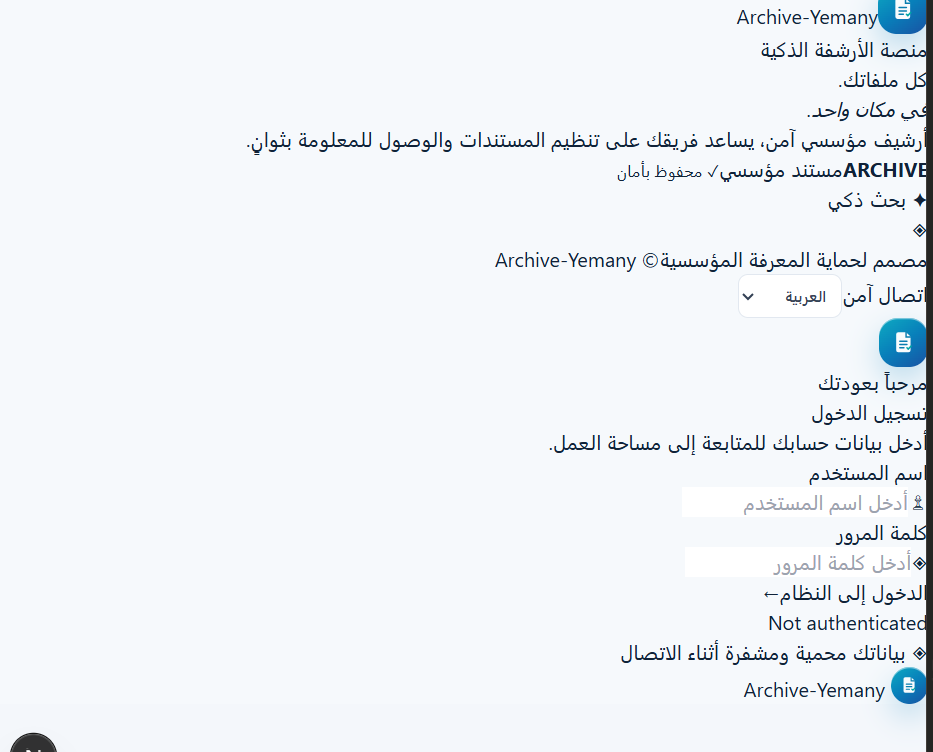 Archive-Yemany
منصة الأرشفة الذكية
كل ملفاتك.
في مكان واحد.
أرشيف مؤسسي آمن، يساعد فريقك على تنظيم المستندات والوصول للمعلومة بثوانٍ.
ARCHIVEمستند مؤسسي✓ محفوظ بأمان
✦ بحث ذكي
◈
مصمم لحماية المعرفة المؤسسية© Archive-Yemany
اتصال آمن العربية
مرحباً بعودتك
تسجيل الدخول
أدخل بيانات حسابك للمتابعة إلى مساحة العمل.
اسم المستخدم
أدخل اسم المستخدم
كلمة المرور
◈ أدخل كلمة المرور
الدخول إلى النظام←
Not authenticated
◈ بياناتك محمية ومشفرة أثناء الاتصال
Archive-Yemany